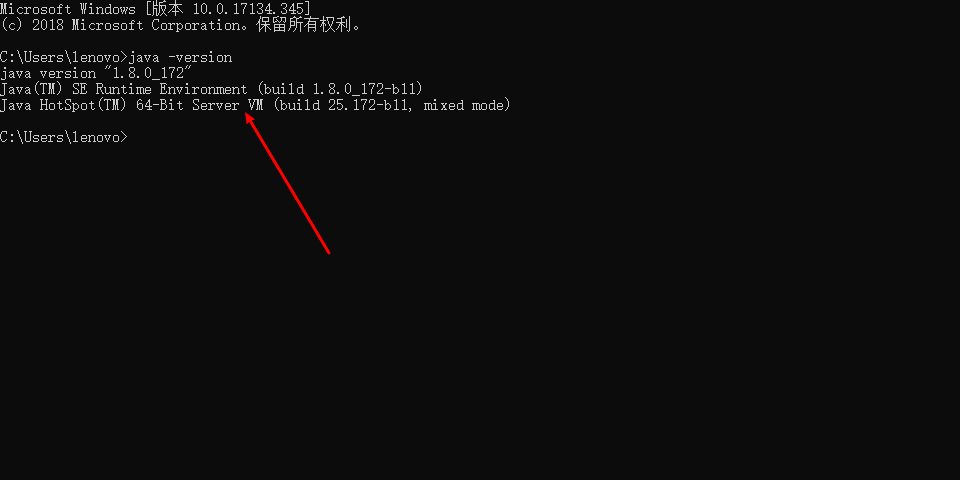 Microsoft Windows [版本 10.0.17134.345]
(c) 2018 Microsoft Corporation。保留所有权利。
C:\Users\lenovo>java -version
java version "1.8.0_172"
Java(TM) SE Runtime Environment (build 1.8.0_172-b11)
Java HotSpot(TM) 64-Bit Server VM (build 25.172-b11, mixed mode)
C:\Users\lenovo>